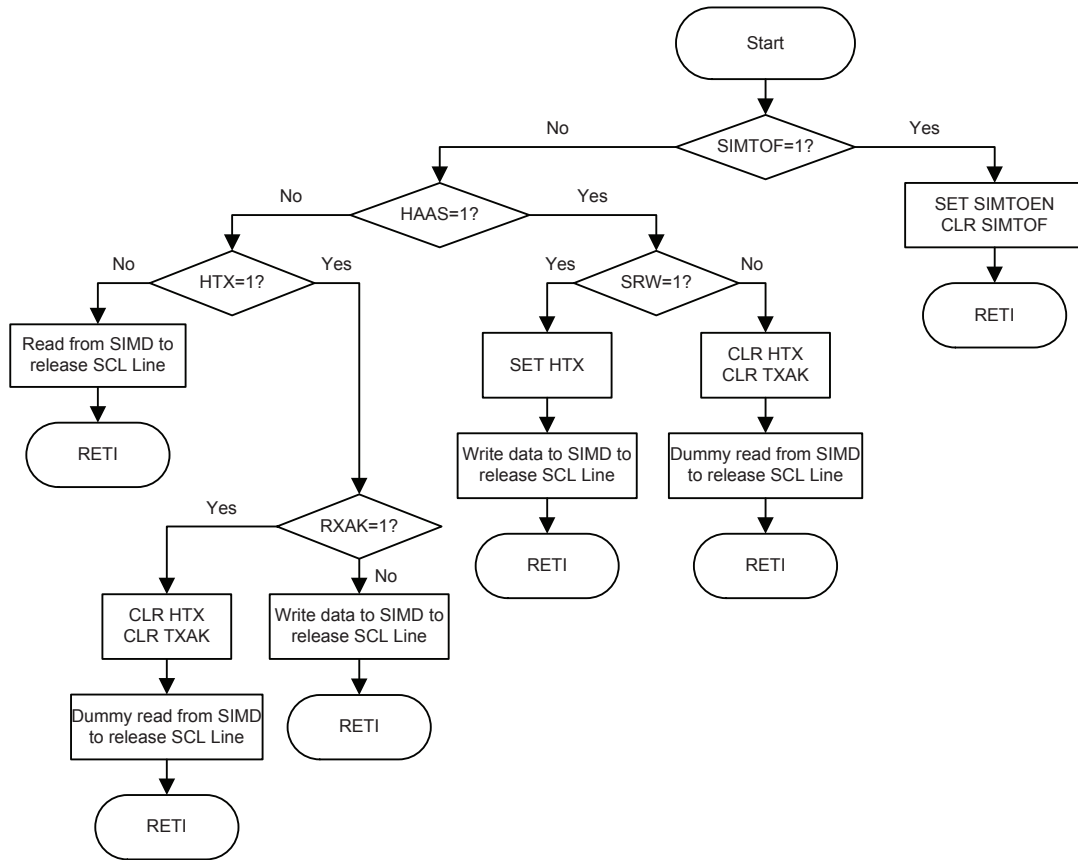 Start
No
SIMTOF=1?
Yes
No
HAAS=1?
Yes
SET SIMTOEN
CLR SIMTOF
No
HTX=1?
Yes
Yes
SRW=1?
No
RETI
Read from SIMD to
release SCL Line
SET HTX
CLR HTX
CLR TXAK
RETI
Write data to SIMD to
release SCL Line
Dummy read from SIMD
to release SCL Line
Yes
RXAK=1?
No
RETI
RETI
CLR HTX
CLR TXAK
Write data to SIMD to
release SCL Line
Dummy read from SIMD
to release SCL Line
RETI
RETI